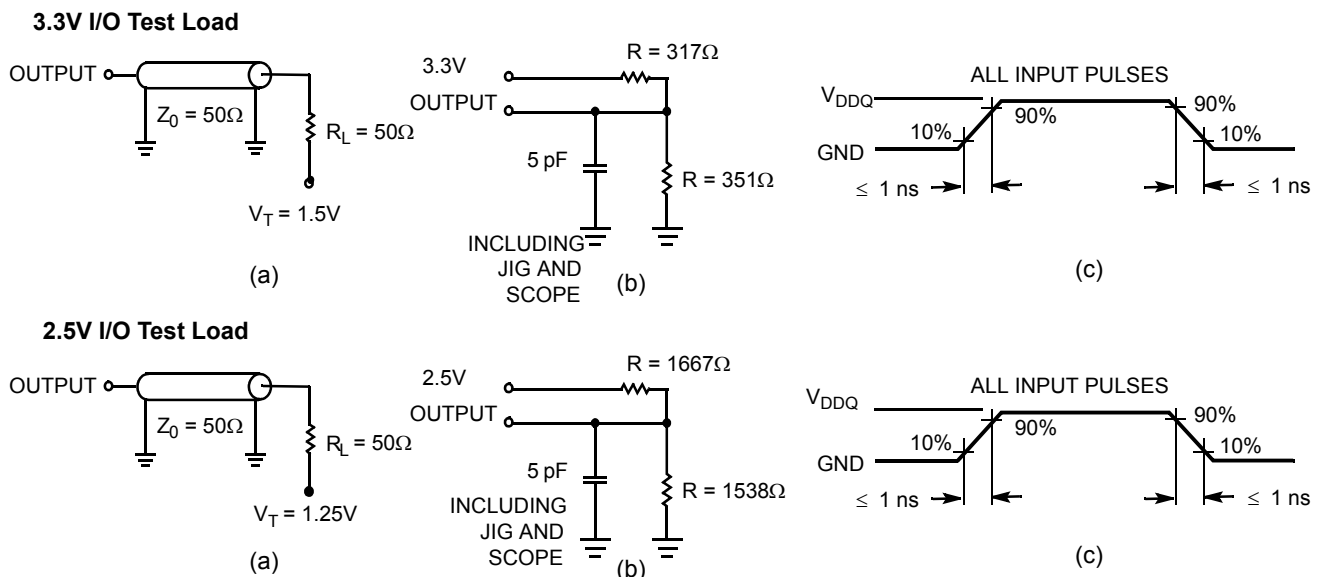 3.3V I/O Test Load
OUTPUT
Z0 = 50Ω
RL = 50Ω
VT = 1.5V
(a)
3.3V
OUTPUT
R = 317Ω
5 pF
R = 351Ω
INCLUDING
JIG AND
SCOPE
(b)
ALL INPUT PULSES
VDDQ
GND
10%
90%
90%
10%
≤ 1 ns
≤ 1 ns
(c)
2.5V I/O Test Load
OUTPUT
Z0 = 50Ω
RL = 50Ω
VT = 1.25V
(a)
2.5V
OUTPUT
R = 1667Ω
5 pF
R = 1538Ω
INCLUDING
JIG AND
SCOPE
(b)
ALL INPUT PULSES
VDDQ
GND
10%
90%
90%
10%
≤ 1 ns
≤ 1 ns
(c)